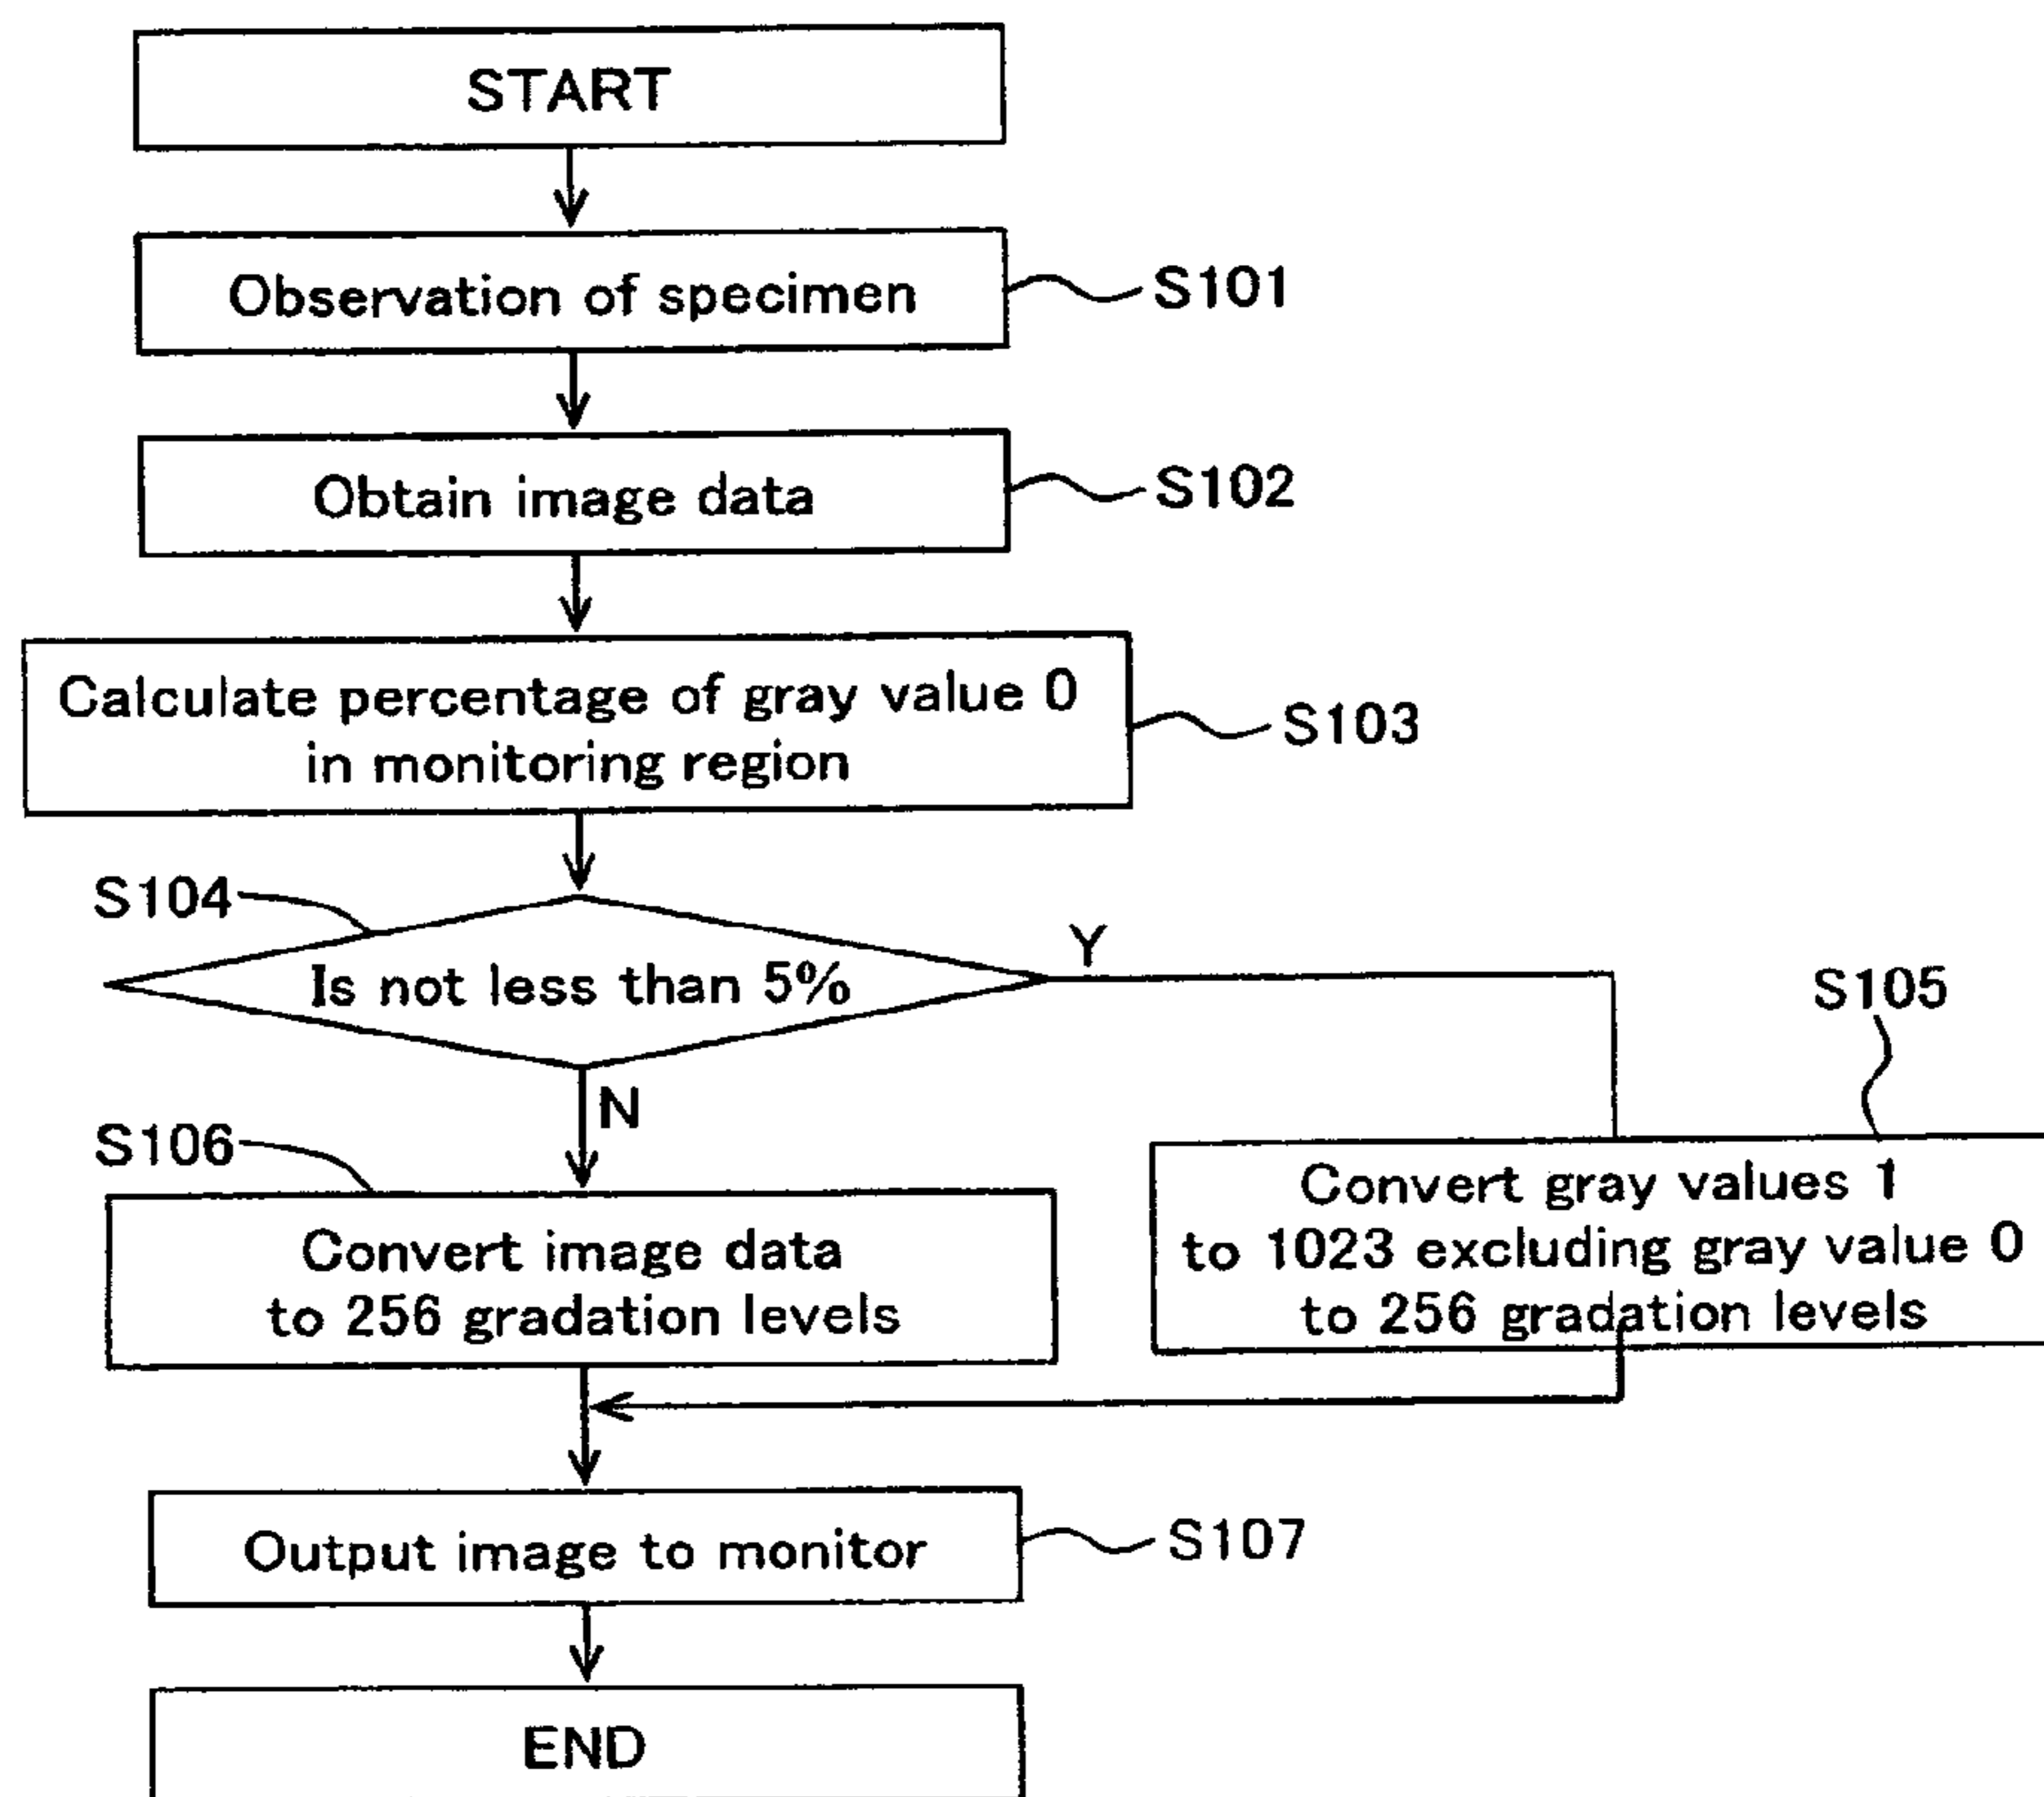 START
Observation of specimen
S101
Obtain image data
S102
Calculate percentage of gray value 0
in monitoring region
S103
S104
Is not less than 5%
Y
N
S105
Convert gray values 1
to 1023 excluding gray value 0
to 256 gradation levels
S106
Convert image data
to 256 gradation levels
Output image to monitor
S107
END